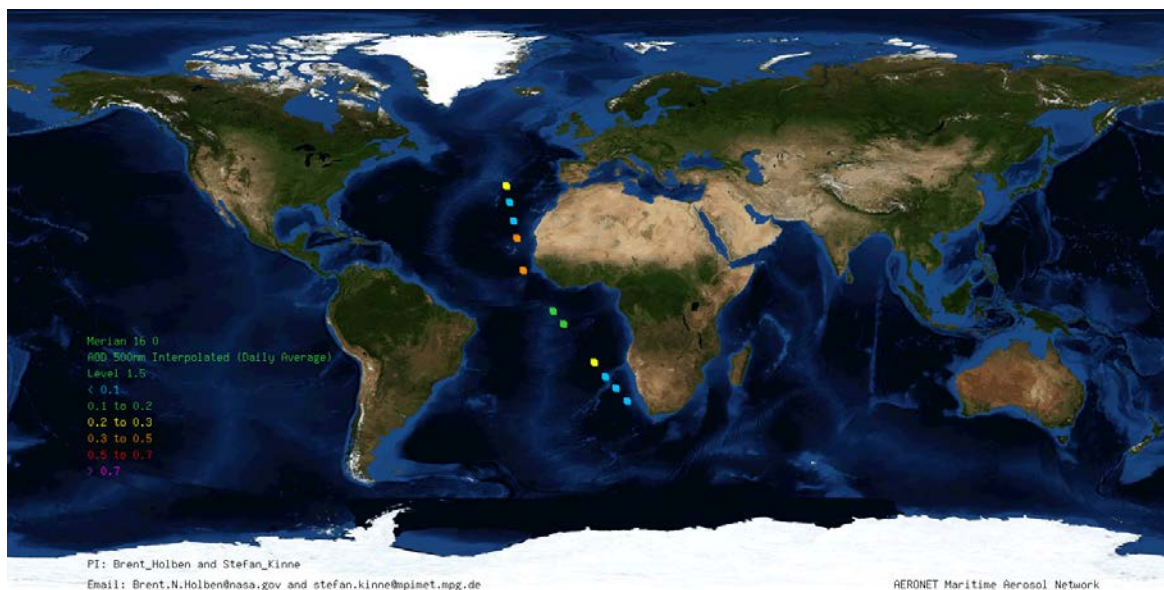 Merian 16 0
AOD 500nm Interpolated (Daily Average)
Level 1.5
< 0.1
0.1 to 0.2
0.2 to 0.3
0.3 to 0.5
0.5 to 0.7
> 0.7
PI: Brent_Holben and Stefan_Kinne
Email: Brent.N.Holben@nasa.gov and stefan.kinne@mpimet.mpg.de
AERONET Maritime Aerosol Network